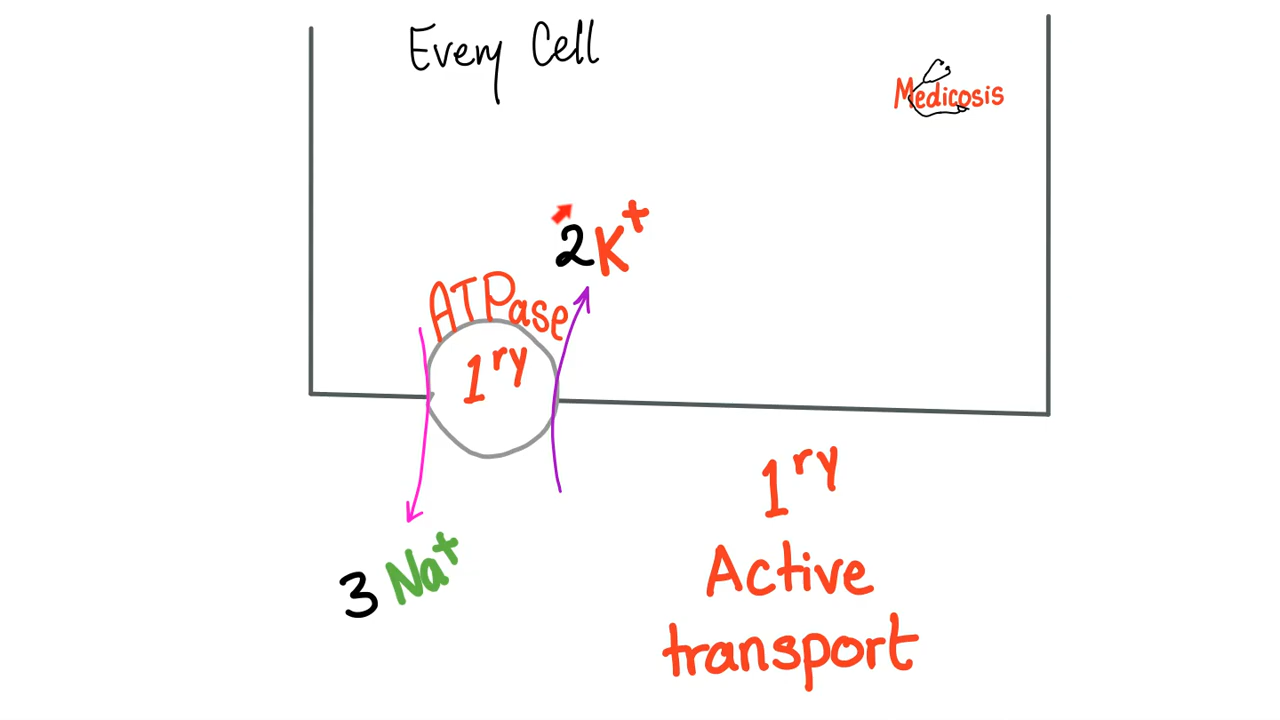 Every Cell
Medicosis
2K⁺
ATPase
1ʳʸ
3 Na⁺
1ʳʸ
Active
transport